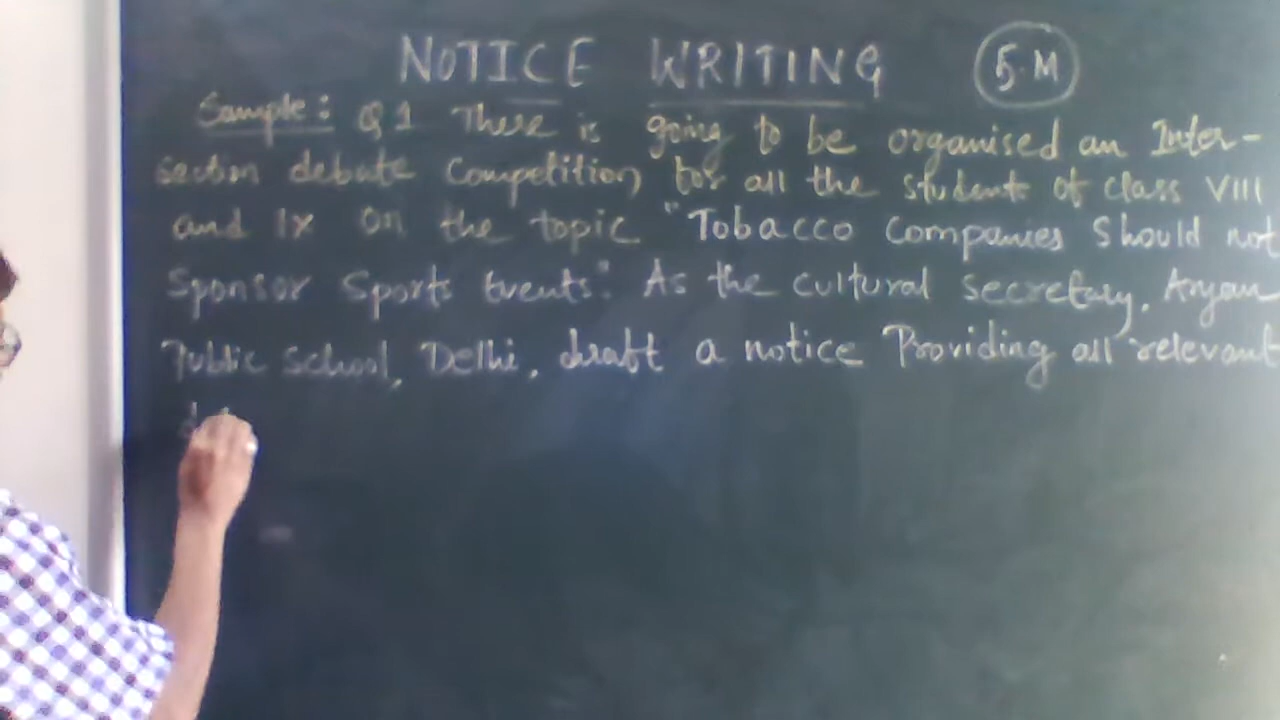 NOTICE WRITING 5.M
Sample: Q1 There is going to be organised an Inter-
section debate Competition for all the students of class VIII
and IX on the topic "Tobacco Companies Should not
Sponsor Sports Events". As the cultural secretary, Aryan
Public School, Delhi, draft a notice Providing all relevant